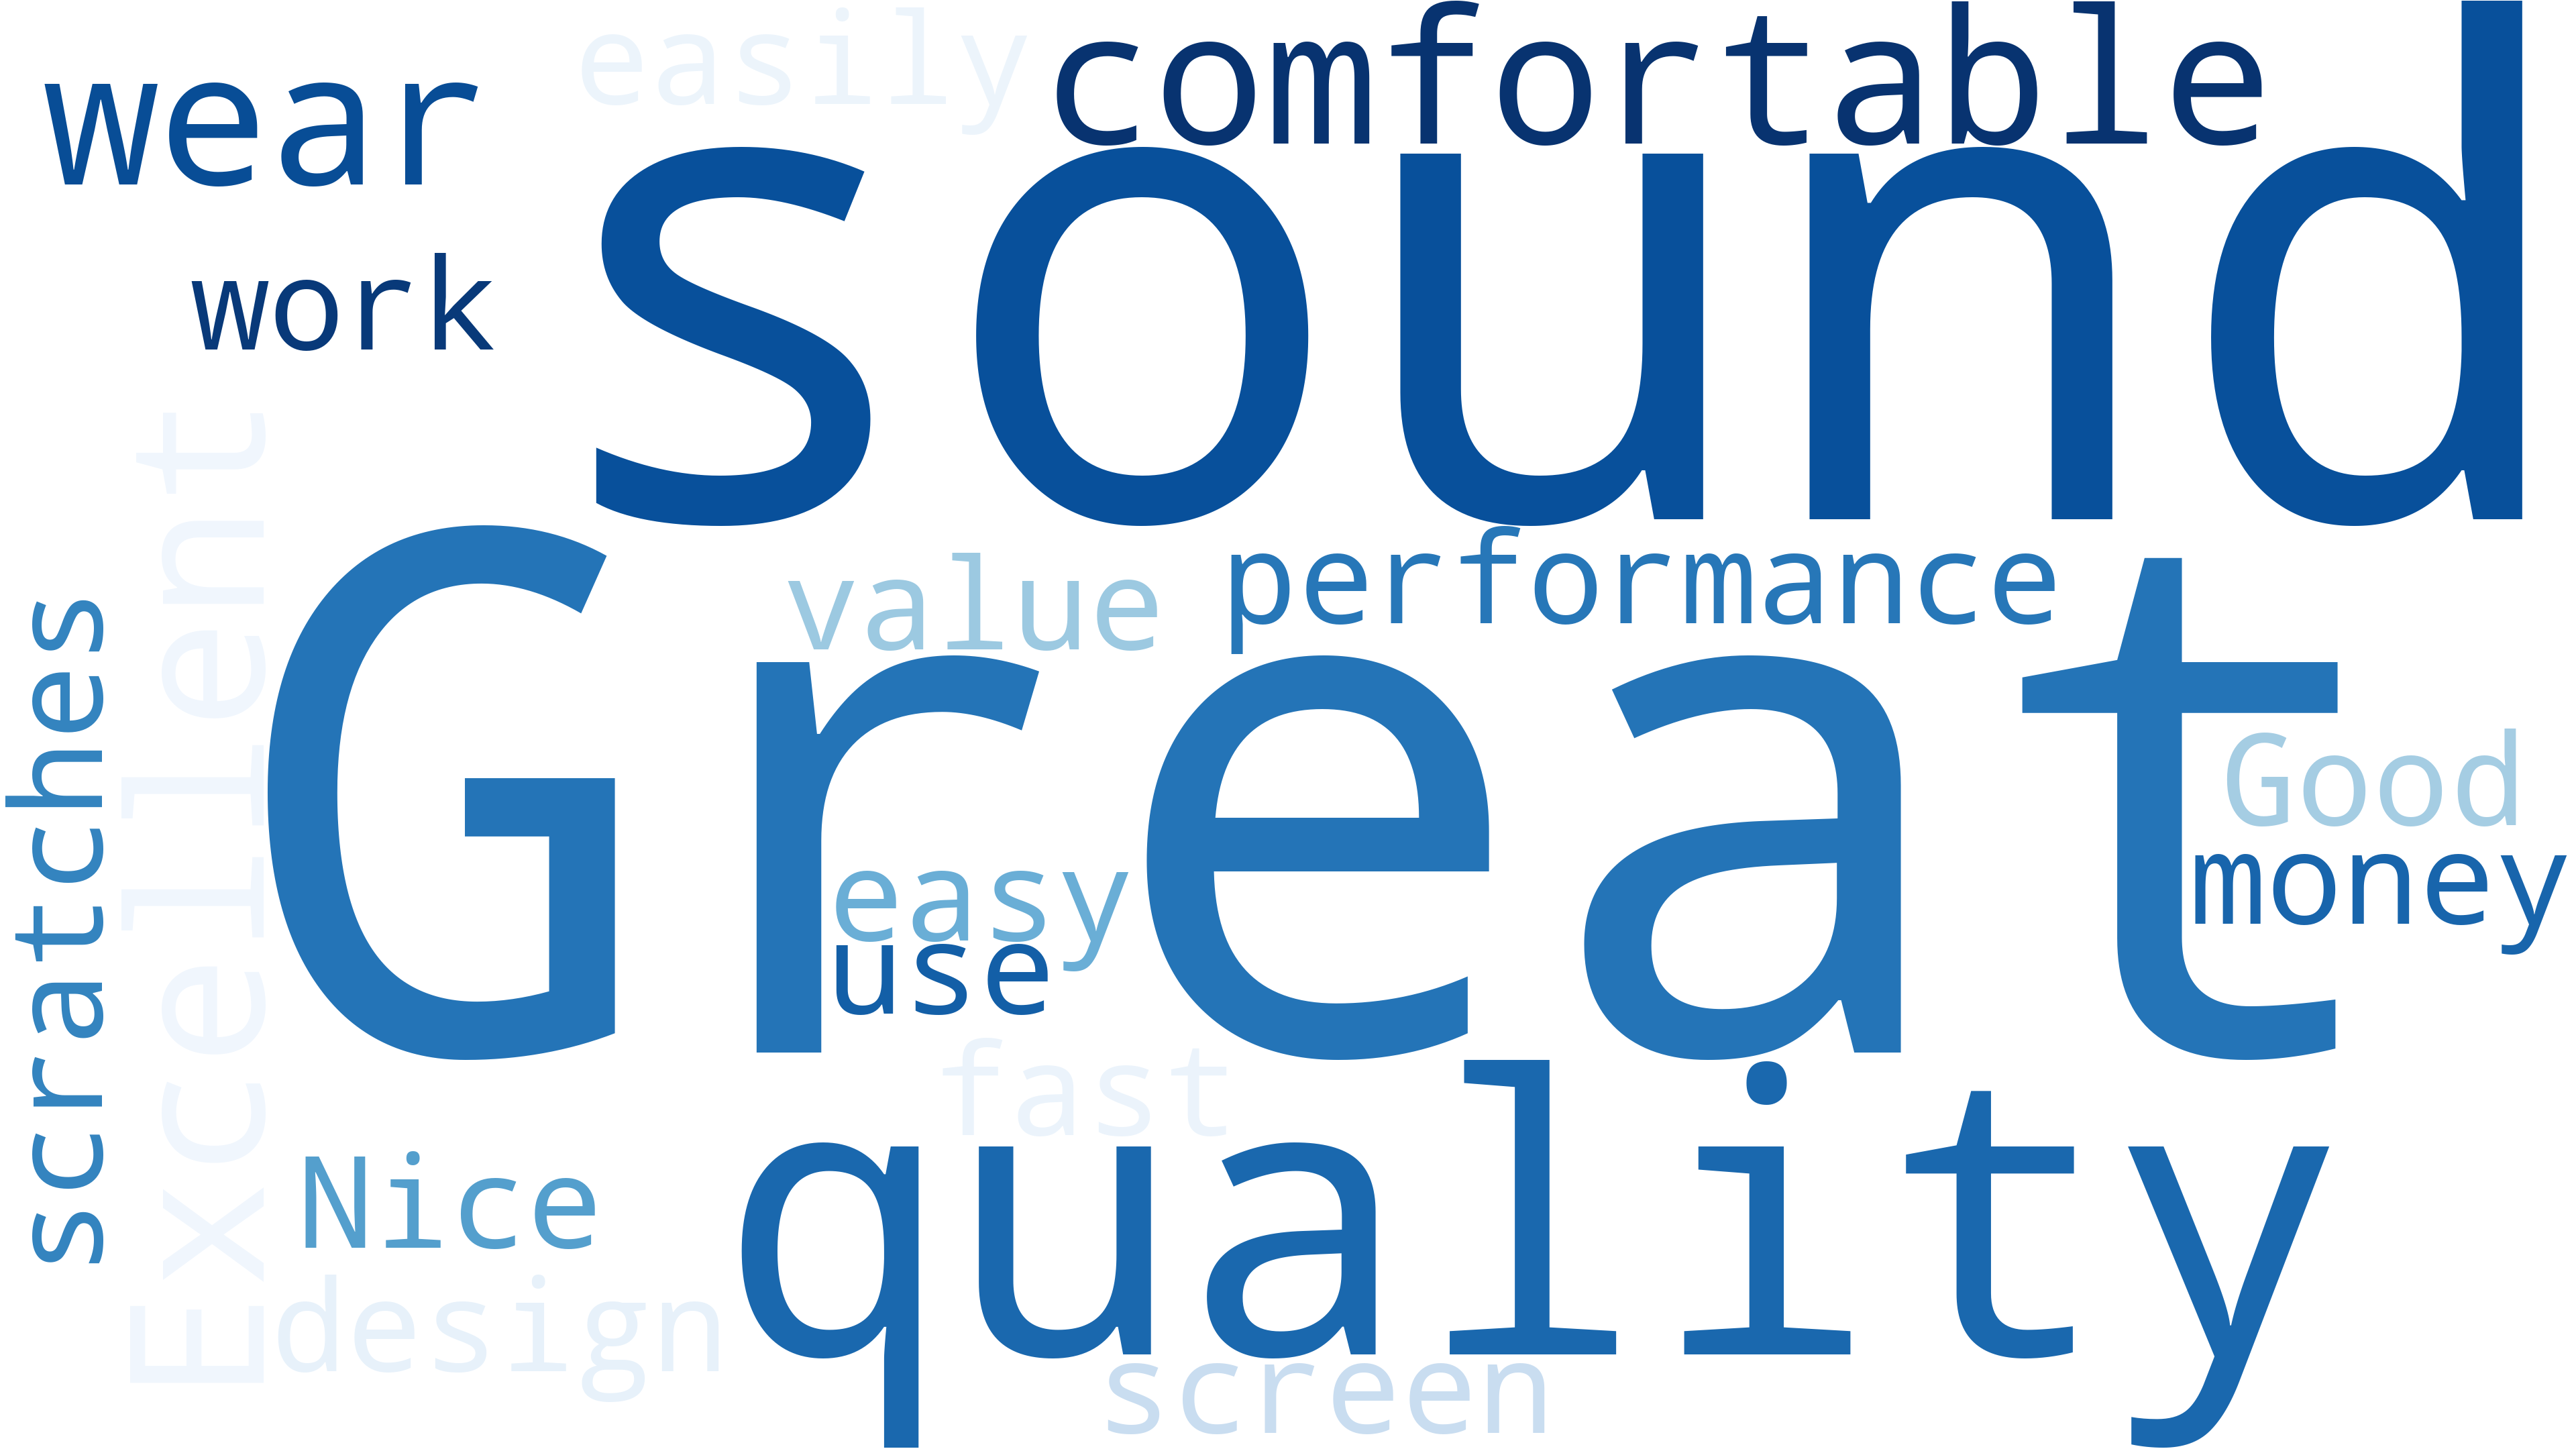 easily
comfortable
wear
sound
work
Excellent
scratches
value
performance
Great
Good
money
easy
use
fast
quality
Nice
design
screen